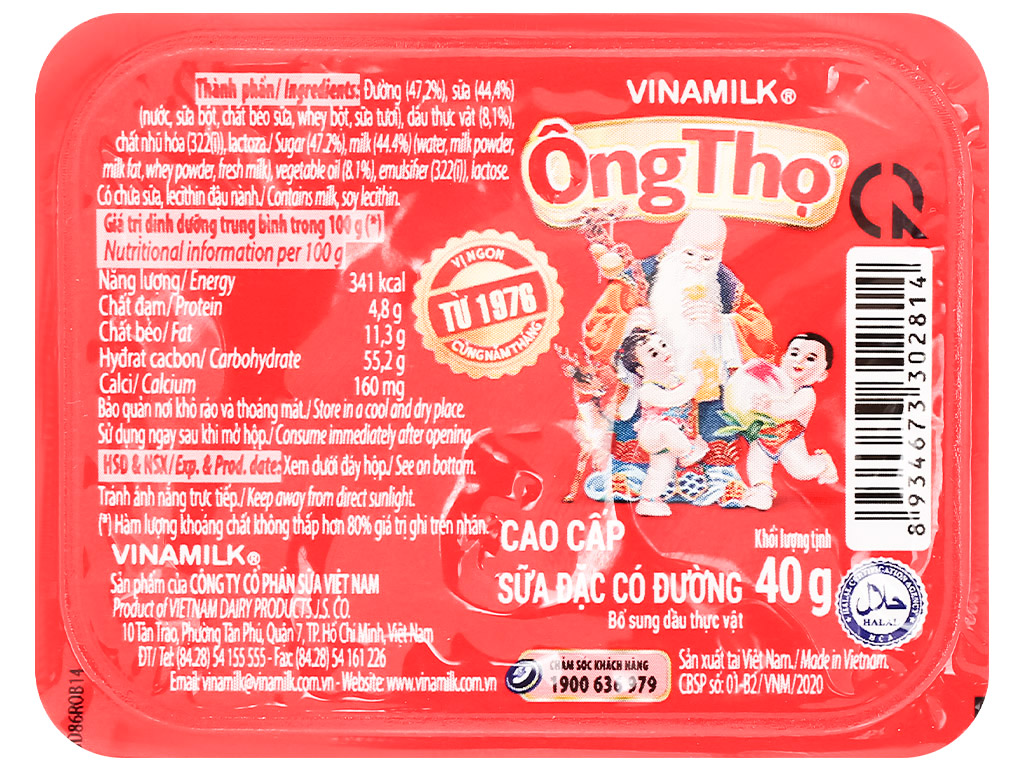 Thành phần/ Ingredients: Đường (47,2%), sữa (44,4%)
(nước, sữa bột, chất béo sữa, whey bột, sữa tươi), dầu thực vật (8,1%),
chất nhũ hóa (322(i)), lactoza./ Sugar (47.2%), milk (44.4%) (water, milk powder,
milk fat, whey powder, fresh milk), vegetable oil (8.1%), emulsifier (322(i)), lactose.
Có chứa sữa, lecithin đậu nành./ Contains milk, soy lecithin.
Giá trị dinh dưỡng trung bình trong 100 g (*)
Nutritional information per 100 g
Năng lượng/ Energy 341 kcal
Chất đạm/ Protein 4,8 g
Chất béo/ Fat 11,3 g
Hyđrat cacbon/ Carbohydrate 55,2 g
Calci/ Calcium 160 mg
Bảo quản nơi khô ráo và thoáng mát./ Store in a cool and dry place.
Sử dụng ngay sau khi mở hộp./ Consume immediately after opening.
HSD & NSX/ Exp. & Prod. date: Xem dưới đáy hộp./ See on bottom.
Tránh ánh nắng trực tiếp./ Keep away from direct sunlight.
(*) Hàm lượng khoáng chất không thấp hơn 80% giá trị ghi trên nhãn.
VINAMILK®
Sản phẩm của CÔNG TY CỔ PHẦN SỮA VIỆT NAM
Product of VIETNAM DAIRY PRODUCTS J.S. CO.
10 Tân Trào, Phường Tân Phú, Quận 7, TP. Hồ Chí Minh, Việt Nam
ĐT/ Tel: (84.28) 54 155 555 - Fax: (84.28) 54 161 226
Email: vinamilk@vinamilk.com.vn - Website: www.vinamilk.com.vn
VINAMILK®
Ông Thọ®
VỊ NGON
TỪ 1976
CÙNG NĂM THÁNG
CAO CẤP
SỮA ĐẶC CÓ ĐƯỜNG
Bổ sung dầu thực vật
Khối lượng tịnh
40 g
8 934673 302814
HALAL CERTIFICATION AGENCY
حلال
HALAL
HCA
CHĂM SÓC KHÁCH HÀNG
1900 636 979
Sản xuất tại Việt Nam./ Made in Vietnam.
CBSP số: 01-B2/ VNM/ 2020